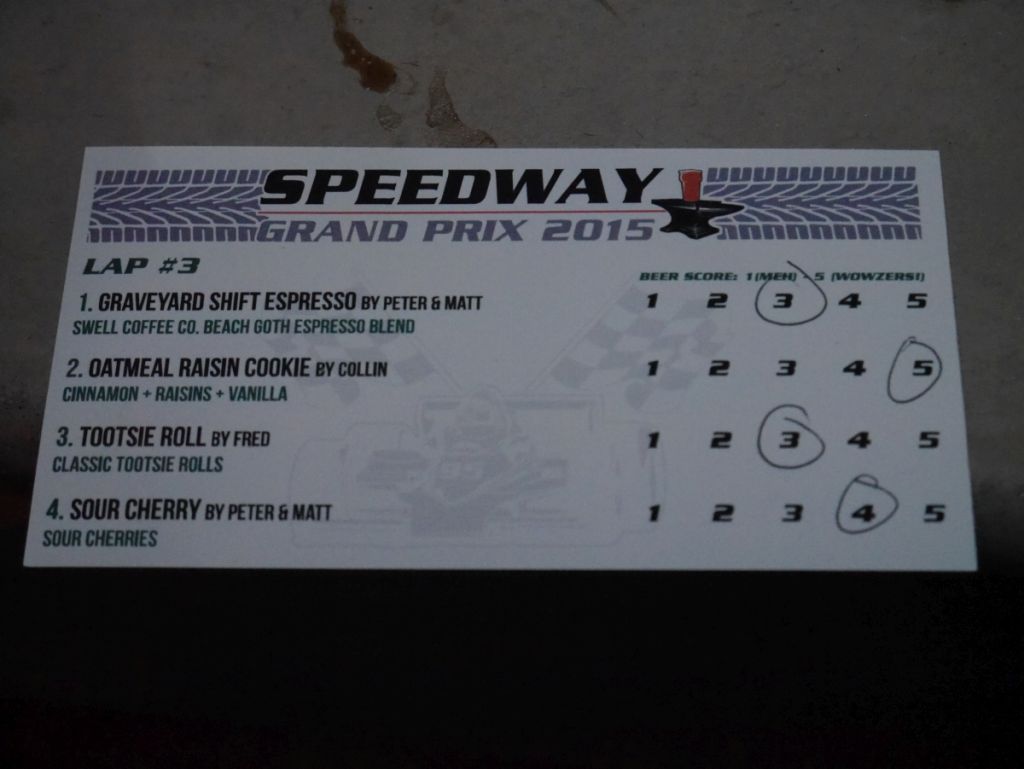 SPEEDWAY
GRAND PRIX 2015
LAP #3
BEER SCORE: 1 (MEH) - 5 (WOWZERS!)
1. GRAVEYARD SHIFT ESPRESSO BY PETER & MATT 1 2 3 4 5
SWELL COFFEE CO. BEACH GOTH ESPRESSO BLEND
2. OATMEAL RAISIN COOKIE BY COLLIN 1 2 3 4 5
CINNAMON + RAISINS + VANILLA
3. TOOTSIE ROLL BY FRED 1 2 3 4 5
CLASSIC TOOTSIE ROLLS
4. SOUR CHERRY BY PETER & MATT 1 2 3 4 5
SOUR CHERRIES